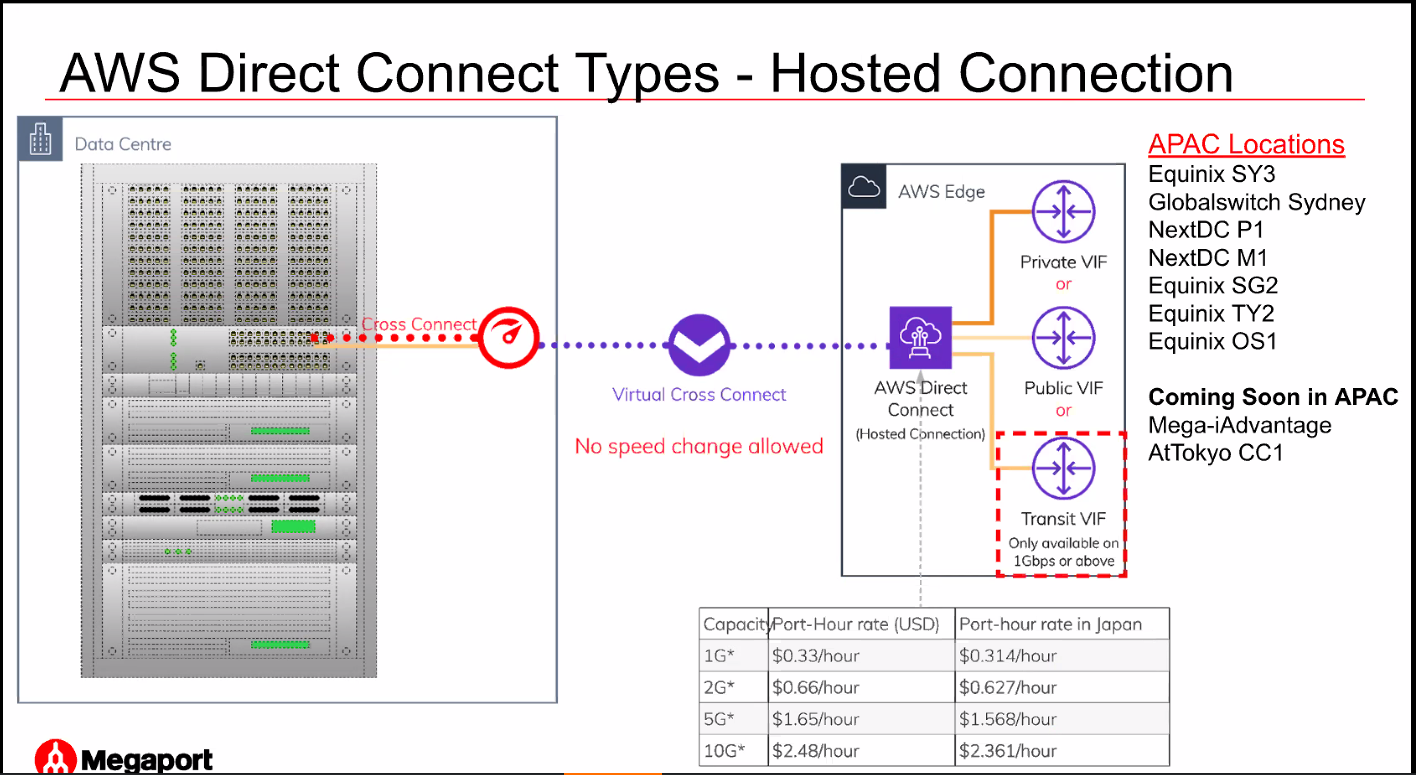 AWS Direct Connect Types - Hosted Connection
Data Centre
Cross Connect
Virtual Cross Connect
No speed change allowed
AWS Edge
Private VIF
or
Public VIF
or
AWS Direct
Connect
(Hosted Connection)
Transit VIF
Only available on
1Gbps or above
APAC Locations
Equinix SY3
Globalswitch Sydney
NextDC P1
NextDC M1
Equinix SG2
Equinix TY2
Equinix OS1
Coming Soon in APAC
Mega-iAdvantage
AtTokyo CC1
Capacity Port-Hour rate (USD) Port-hour rate in Japan
1G* $0.33/hour $0.314/hour
2G* $0.66/hour $0.627/hour
5G* $1.65/hour $1.568/hour
10G* $2.48/hour $2.361/hour
Megaport